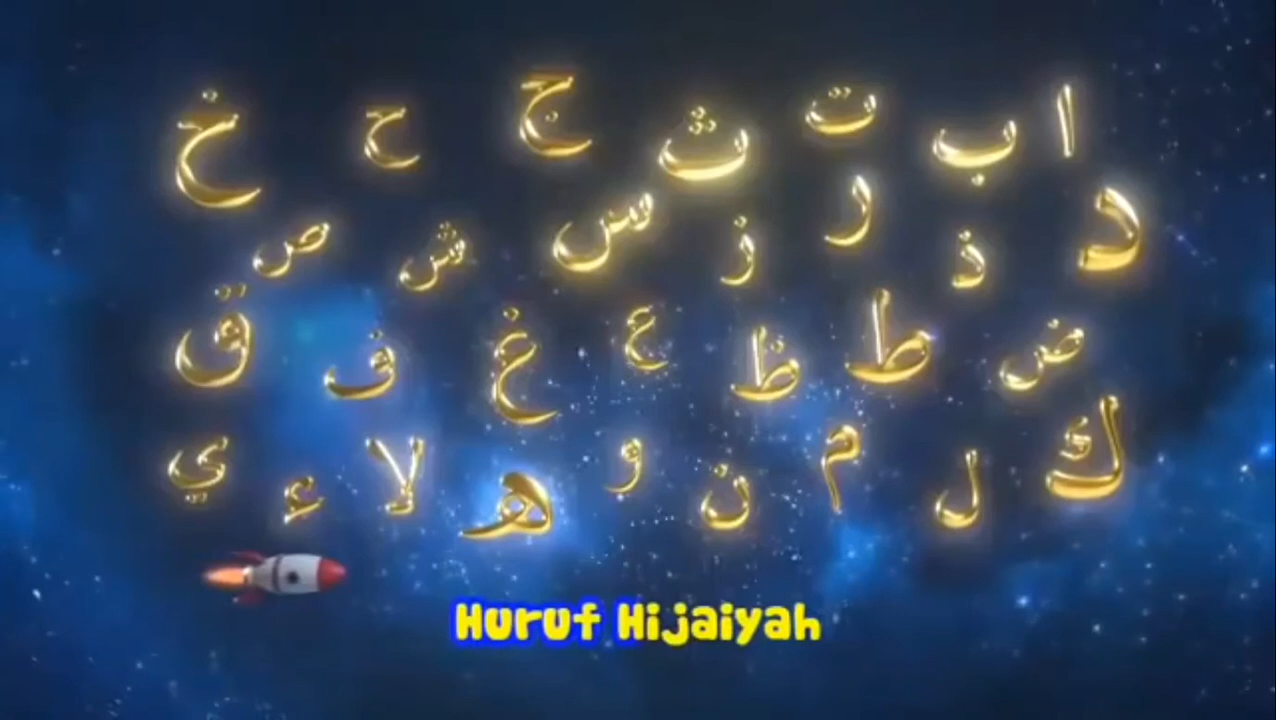 ا ب ت ث ج ح خ
د ذ ر ز س ش ص
ض ط ظ ع غ ف ق
ك ل م ن و ه لا ء ي
Huruf Hijaiyah